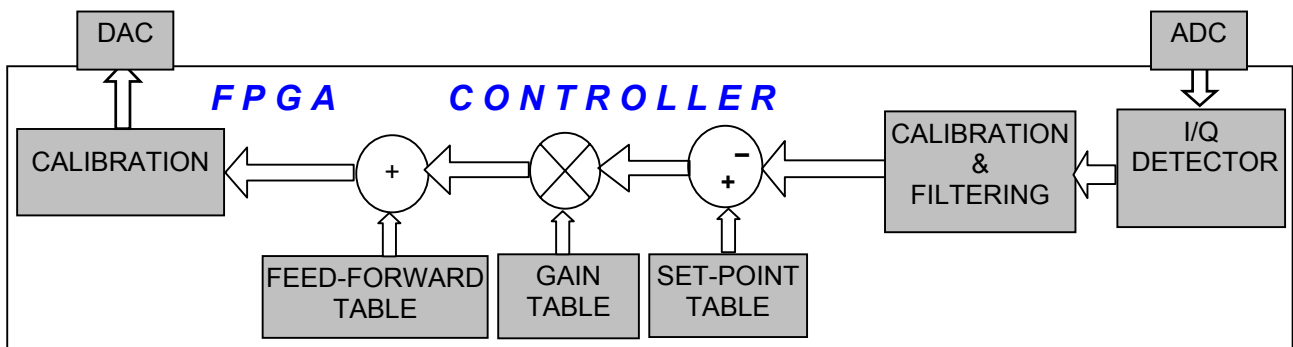 DAC
ADC
F P G A C O N T R O L L E R
CALIBRATION
+
−
+
CALIBRATION
&
FILTERING
I/Q
DETECTOR
FEED-FORWARD
TABLE
GAIN
TABLE
SET-POINT
TABLE